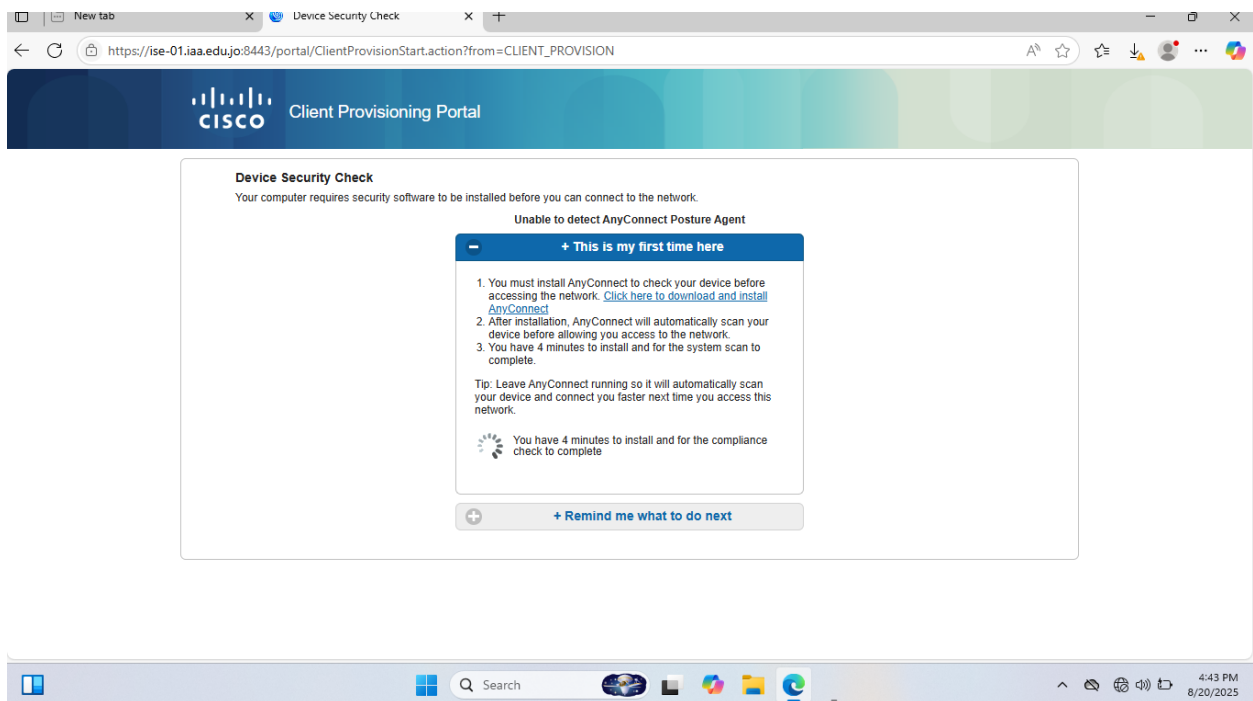 New tab
Device Security Check
https://ise-01.iaa.edu.jo:8443/portal/ClientProvisionStart.action?from=CLIENT_PROVISION
CISCO
Client Provisioning Portal
Device Security Check
Your computer requires security software to be installed before you can connect to the network.
Unable to detect AnyConnect Posture Agent
+ This is my first time here
1. You must install AnyConnect to check your device before
accessing the network. Click here to download and install
AnyConnect
2. After installation, AnyConnect will automatically scan your
device before allowing you access to the network.
3. You have 4 minutes to install and for the system scan to
complete.
Tip: Leave AnyConnect running so it will automatically scan
your device and connect you faster next time you access this
network.
You have 4 minutes to install and for the compliance
check to complete
+ Remind me what to do next
Search
4:43 PM
8/20/2025